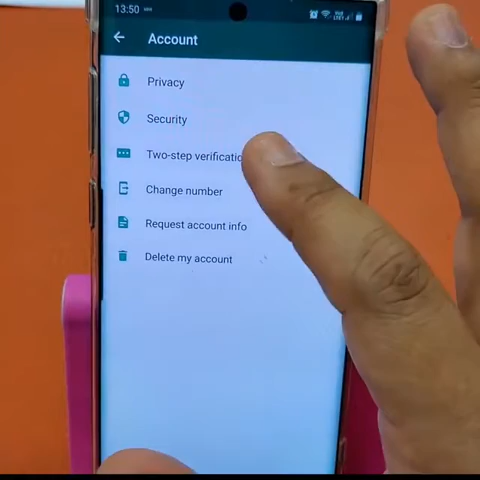 13:50
Account
Privacy
Security
Two-step verificatio
Change number
Request account info
Delete my account